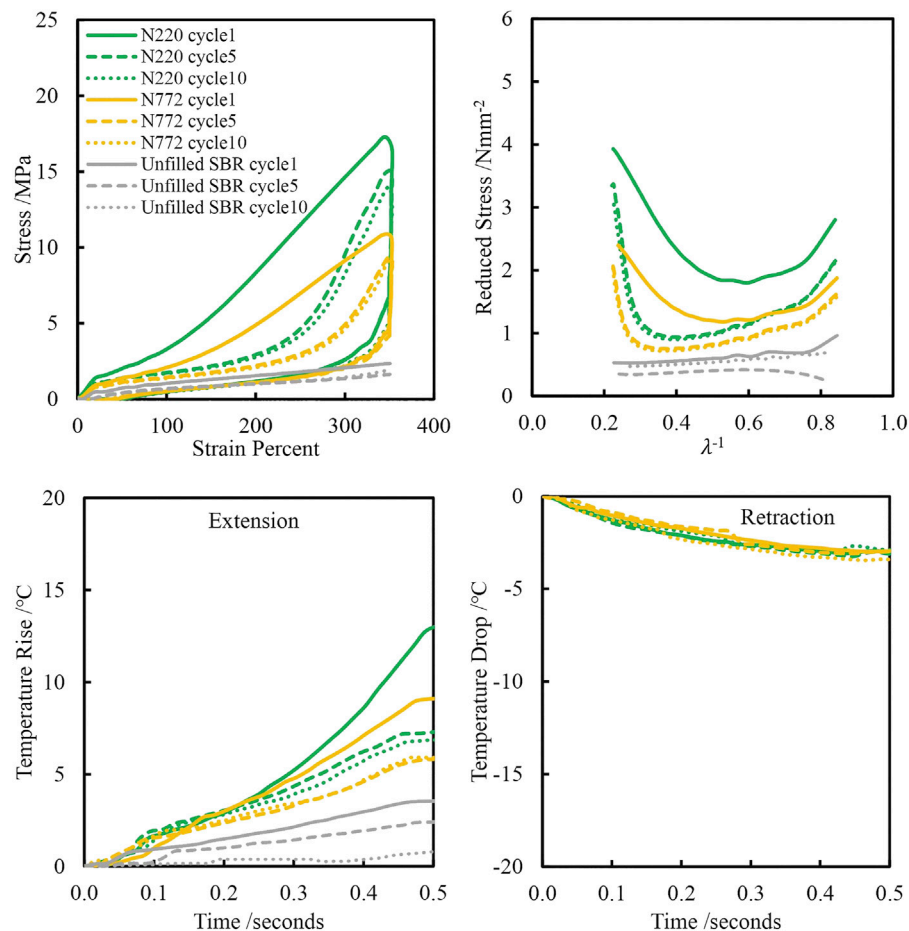 25
20
15
10
5
0
Stress /MPa
N220 cycle1
N220 cycle5
N220 cycle10
N772 cycle1
N772 cycle5
N772 cycle10
Unfilled SBR cycle1
Unfilled SBR cycle5
Unfilled SBR cycle10
0 100 200 300 400
Strain Percent
6
5
4
3
2
1
0
Reduced Stress /Nmm-2
0.0 0.2 0.4 0.6 0.8 1.0
λ-1
20
15
10
5
0
Temperature Rise /°C
Extension
0.0 0.1 0.2 0.3 0.4 0.5
Time /seconds
0
-5
-10
-15
-20
Temperature Drop /°C
Retraction
0.0 0.1 0.2 0.3 0.4 0.5
Time /seconds